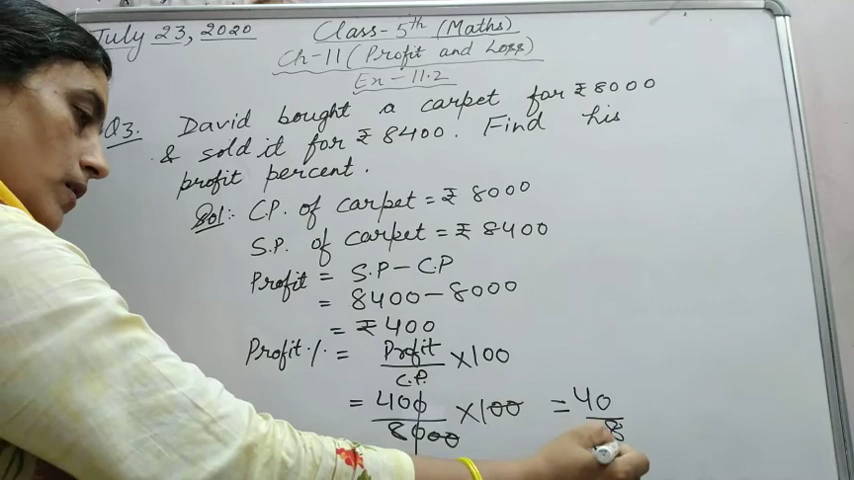 July 23, 2020 Class-5th (Maths)
Ch-11 (Profit and Loss)
Ex-11.2
Q3. David bought a carpet for ₹8000
& sold it for ₹8400. Find his
profit percent.
Sol:- C.P. of carpet = ₹8000
S.P. of carpet = ₹8400
Profit = S.P - C.P
= 8400 - 8000
= ₹400
Profit % = Profit/C.P. × 100
= 400/8000 × 100 = 40/8